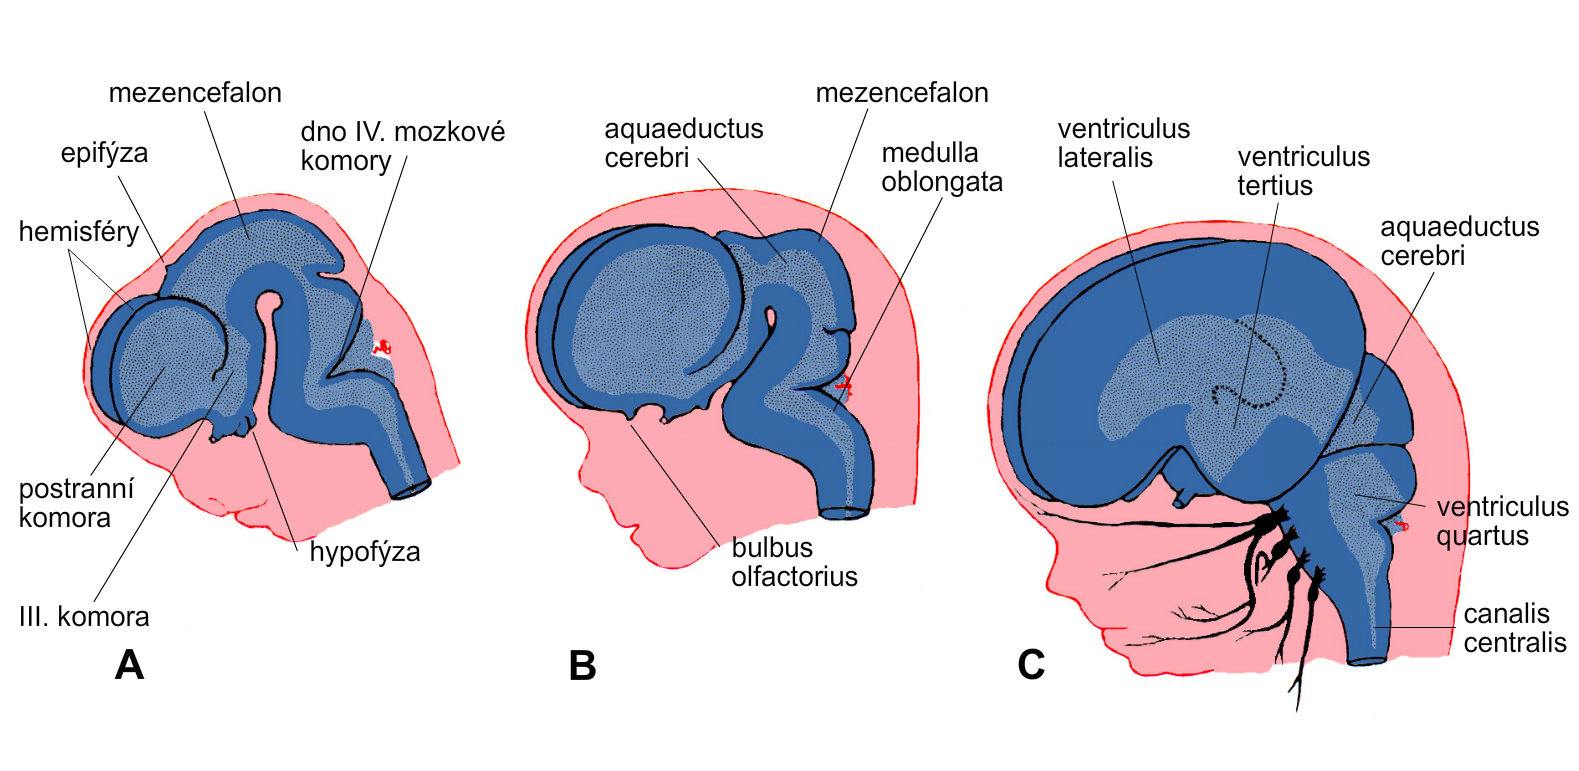 mezencefalon
dno IV. mozkové
komory
epifýza
hemisféry
postranní
komora
hypofýza
III. komora
A
mezencefalon
aquaeductus
cerebri
medulla
oblongata
bulbus
olfactorius
B
ventriculus
lateralis
ventriculus
tertius
aquaeductus
cerebri
ventriculus
quartus
canalis
centralis
C